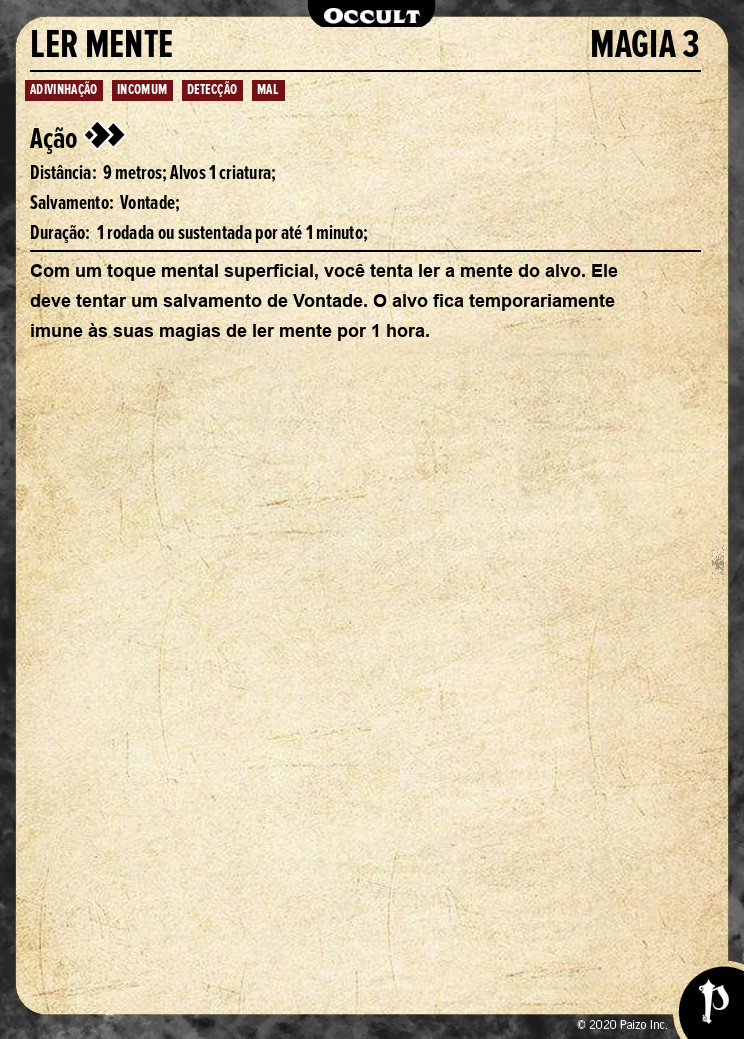 OCCULT
LER MENTE MAGIA 3
ADIVINHAÇÃO INCOMUM DETECÇÃO MAL
Ação
Distância: 9 metros; Alvos 1 criatura;
Salvamento: Vontade;
Duração: 1 rodada ou sustentada por até 1 minuto;
Com um toque mental superficial, você tenta ler a mente do alvo. Ele
deve tentar um salvamento de Vontade. O alvo fica temporariamente
imune às suas magias de ler mente por 1 hora.
© 2020 Paizo Inc.
P